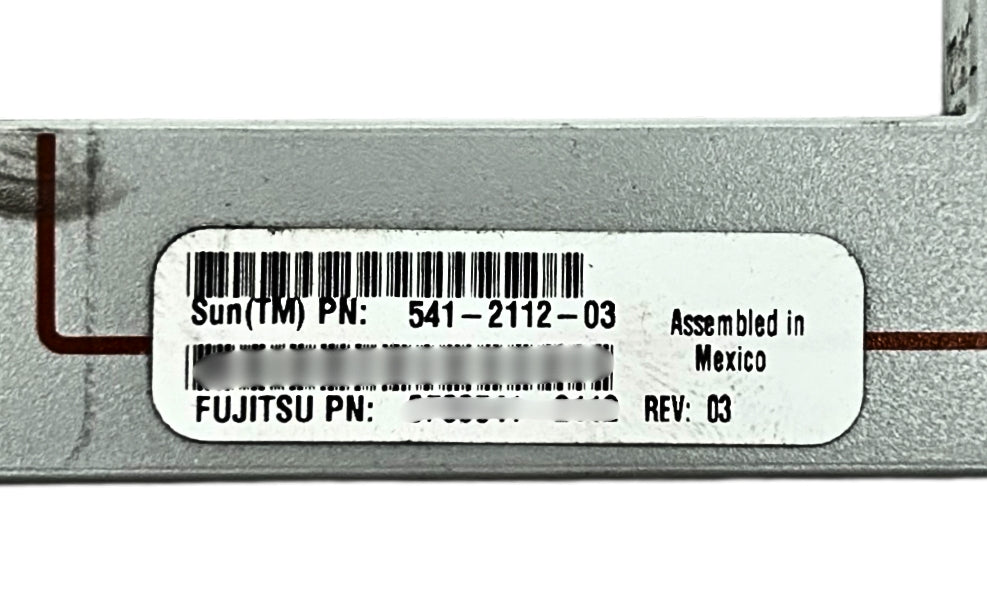 Sun(TM) PN: 541-2112-03
Assembled in
Mexico
FUJITSU PN: REV: 03